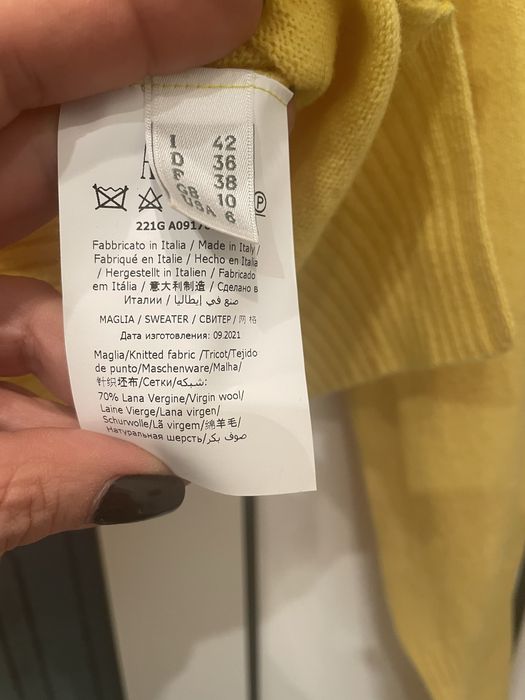 I 42
D 36
F 38
GB 10
USA 6
P
221G A091
Fabbricato in Italia / Made in Italy /
Fabriqué en Italie / Hecho en Italia
/ Hergestellt in Italien / Fabricado
em Itália / 意大利制造 / Сделано в
Италии / صنع في إيطاليا /
MAGLIA / SWEATER / СВИТЕР / 网格
Дата изготовления: 09.2021
Maglia/Knitted fabric /Tricot/Tejido
de punto/Maschenware/Malha/
针织坯布/Сетки/شبكه:
70% Lana Vergine/Virgin wool/
Laine Vierge/Lana virgen/
Schurwolle/Lã virgem/绵羊毛/
Натуральная шерсть/صوف بكر/